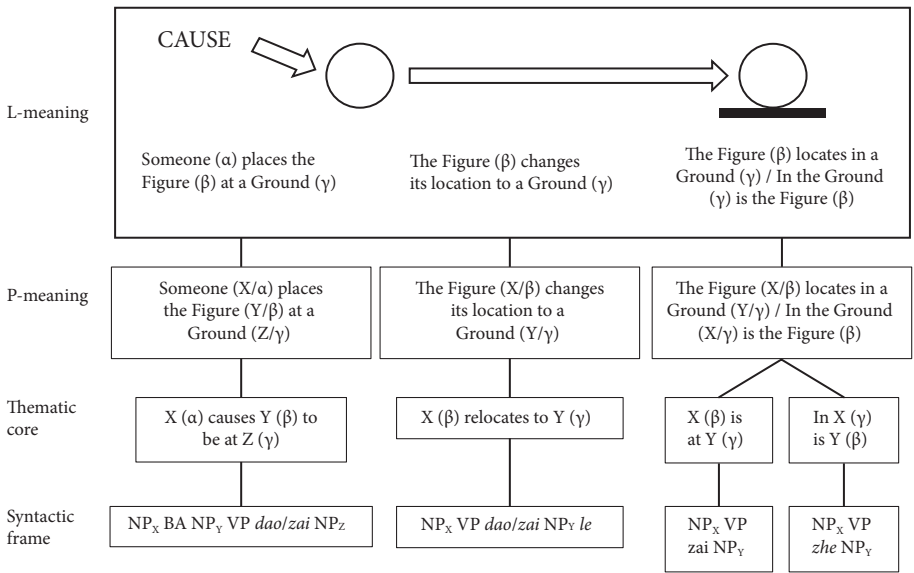 CAUSE
L-meaning
Someone (α) places the
Figure (β) at a Ground (γ)
The Figure (β) changes
its location to a Ground (γ)
The Figure (β) locates in a
Ground (γ) / In the Ground
(γ) is the Figure (β)
P-meaning
Someone (X/α) places
the Figure (Y/β) at a
Ground (Z/γ)
The Figure (X/β) changes
its location to a
Ground (Y/γ)
The Figure (X/β) locates in a
Ground (Y/γ) / In the Ground
(X/γ) is the Figure (β)
Thematic
core
X (α) causes Y (β) to
be at Z (γ)
X (β) relocates to Y (γ)
X (β) is
at Y (γ)
In X (γ)
is Y (β)
Syntactic
frame
NPX BA NPY VP dao/zai NPZ
NPX VP dao/zai NPY le
NPX VP
zai NPY
NPX VP
zhe NPY